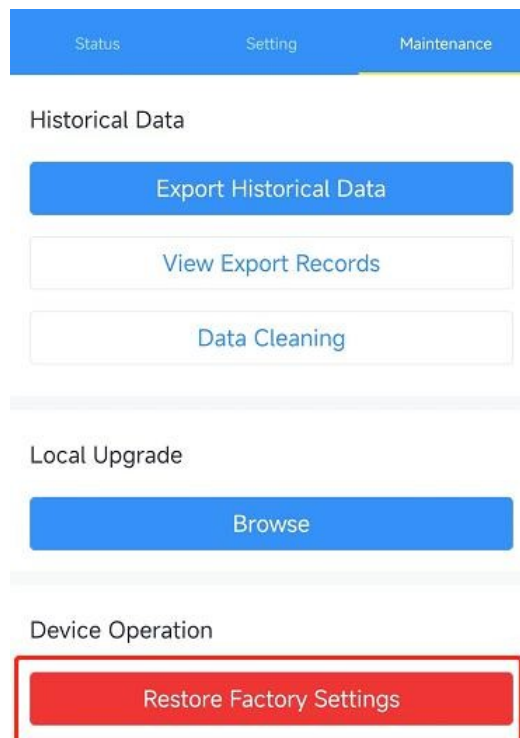 Status Setting Maintenance
Historical Data
Export Historical Data
View Export Records
Data Cleaning
Local Upgrade
Browse
Device Operation
Restore Factory Settings